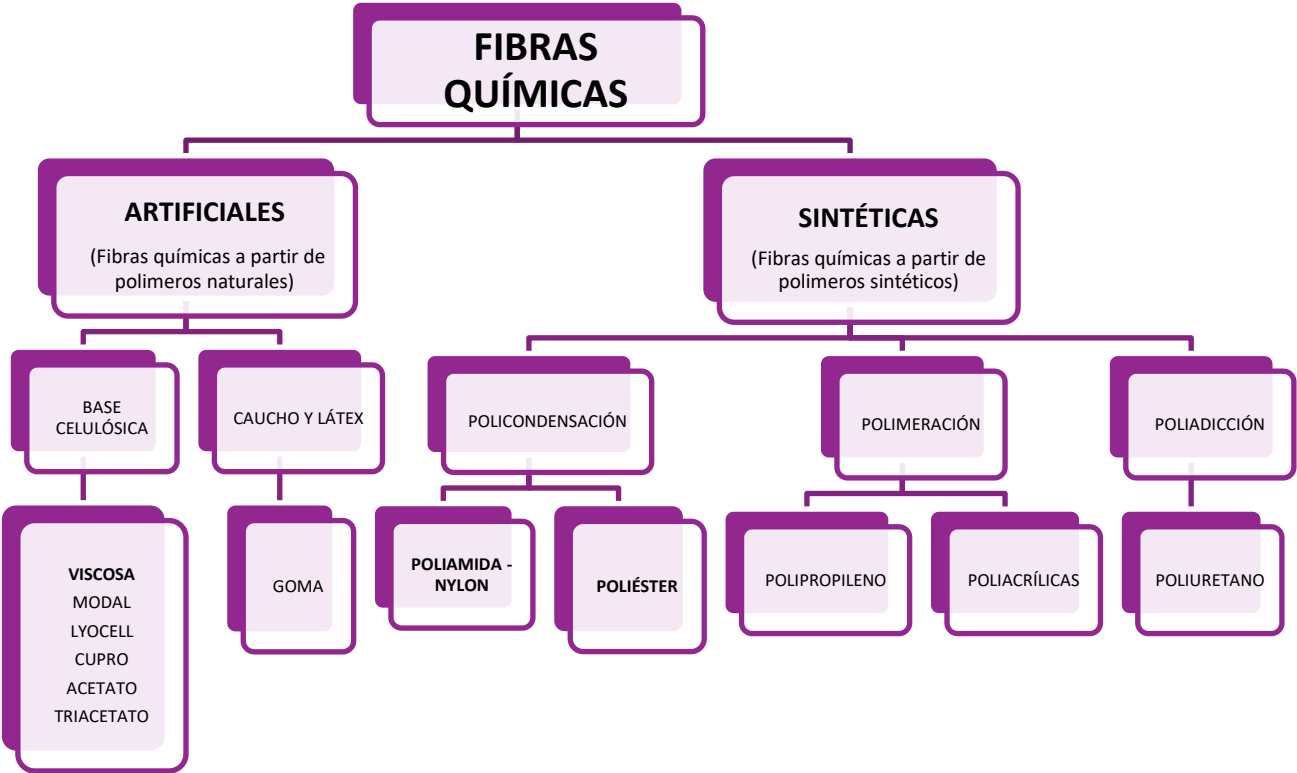 FIBRAS
QUÍMICAS
ARTIFICIALES
(Fibras químicas a partir de
polimeros naturales)
SINTÉTICAS
(Fibras químicas a partir de
polimeros sintéticos)
BASE
CELULÓSICA
CAUCHO Y LÁTEX
POLICONDENSACIÓN
POLIMERACIÓN
POLIADICCIÓN
VISCOSA
MODAL
LYOCELL
CUPRO
ACETATO
TRIACETATO
GOMA
POLIAMIDA -
NYLON
POLIÉSTER
POLIPROPILENO
POLIACRÍLICAS
POLIURETANO